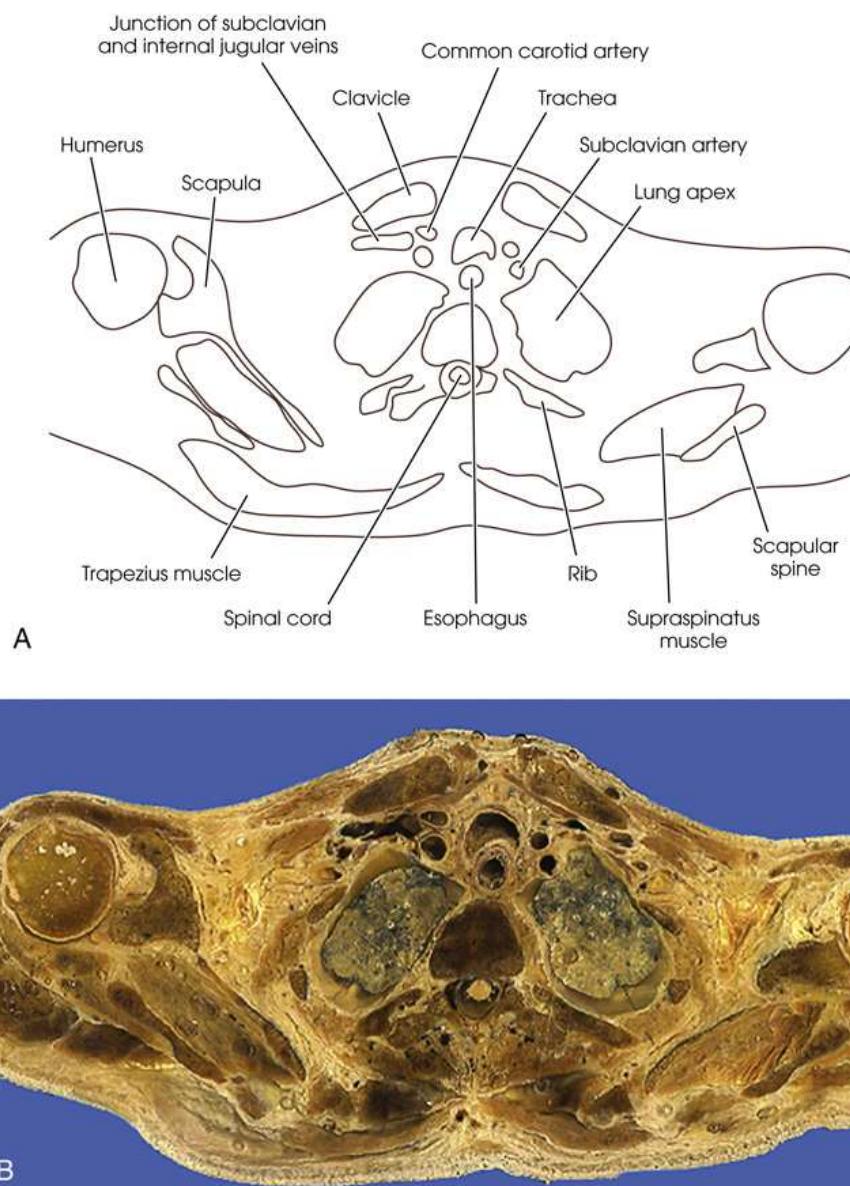 Junction of subclavian
and internal jugular veins
Common carotid artery
Clavicle
Trachea
Humerus
Subclavian artery
Scapula
Lung apex
Scapular
spine
Trapezius muscle
Rib
Spinal cord
Esophagus
Supraspinatus
muscle
A
B